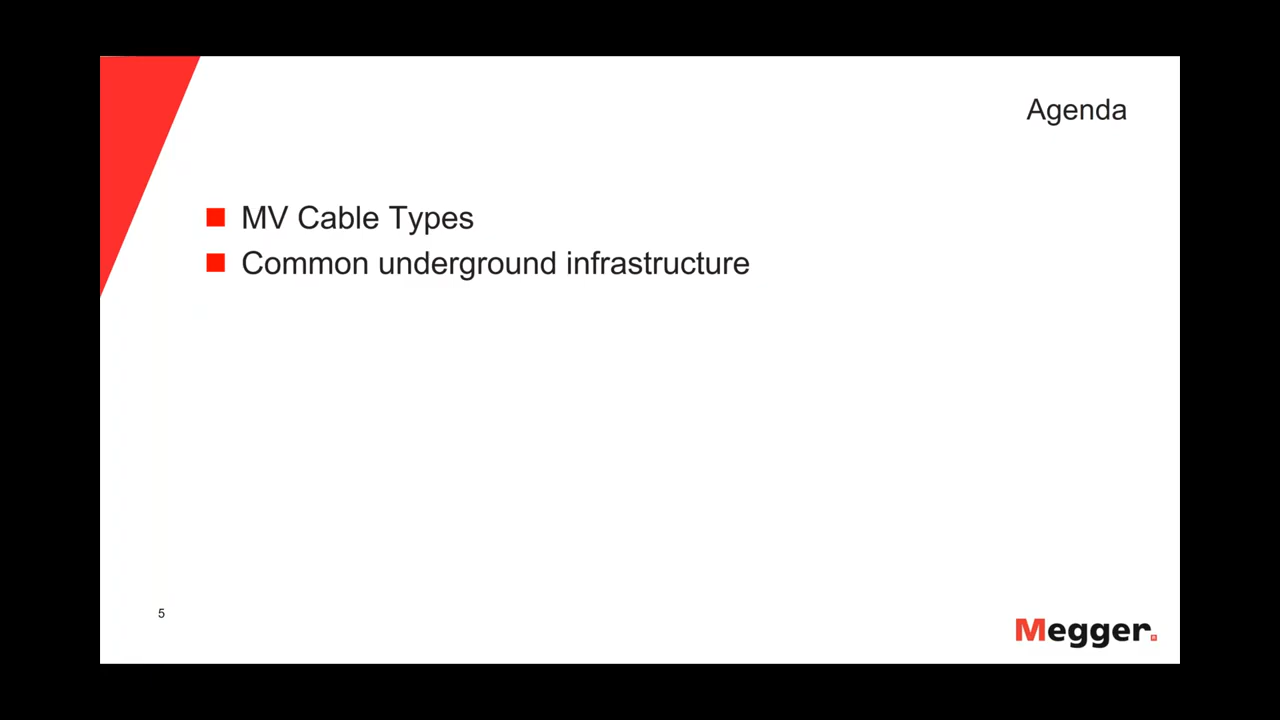 Agenda
MV Cable Types
Common underground infrastructure
5
Megger.